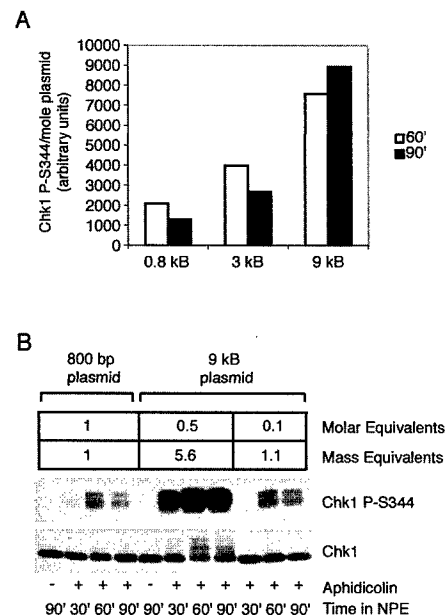 A
Chk1 P-S344/mole plasmid
(arbitrary units)
10000
9000
8000
7000
6000
5000
4000
3000
2000
1000
0
0.8 kB
3 kB
9 kB
60'
90'
B
800 bp
plasmid
9 kB
plasmid
1
0.5
0.1
Molar Equivalents
1
5.6
1.1
Mass Equivalents
Chk1 P-S344
Chk1
- + + + - + + + + + + Aphidicolin
90' 30' 60' 90' 90' 30' 60' 90' 30' 60' 90' Time in NPE